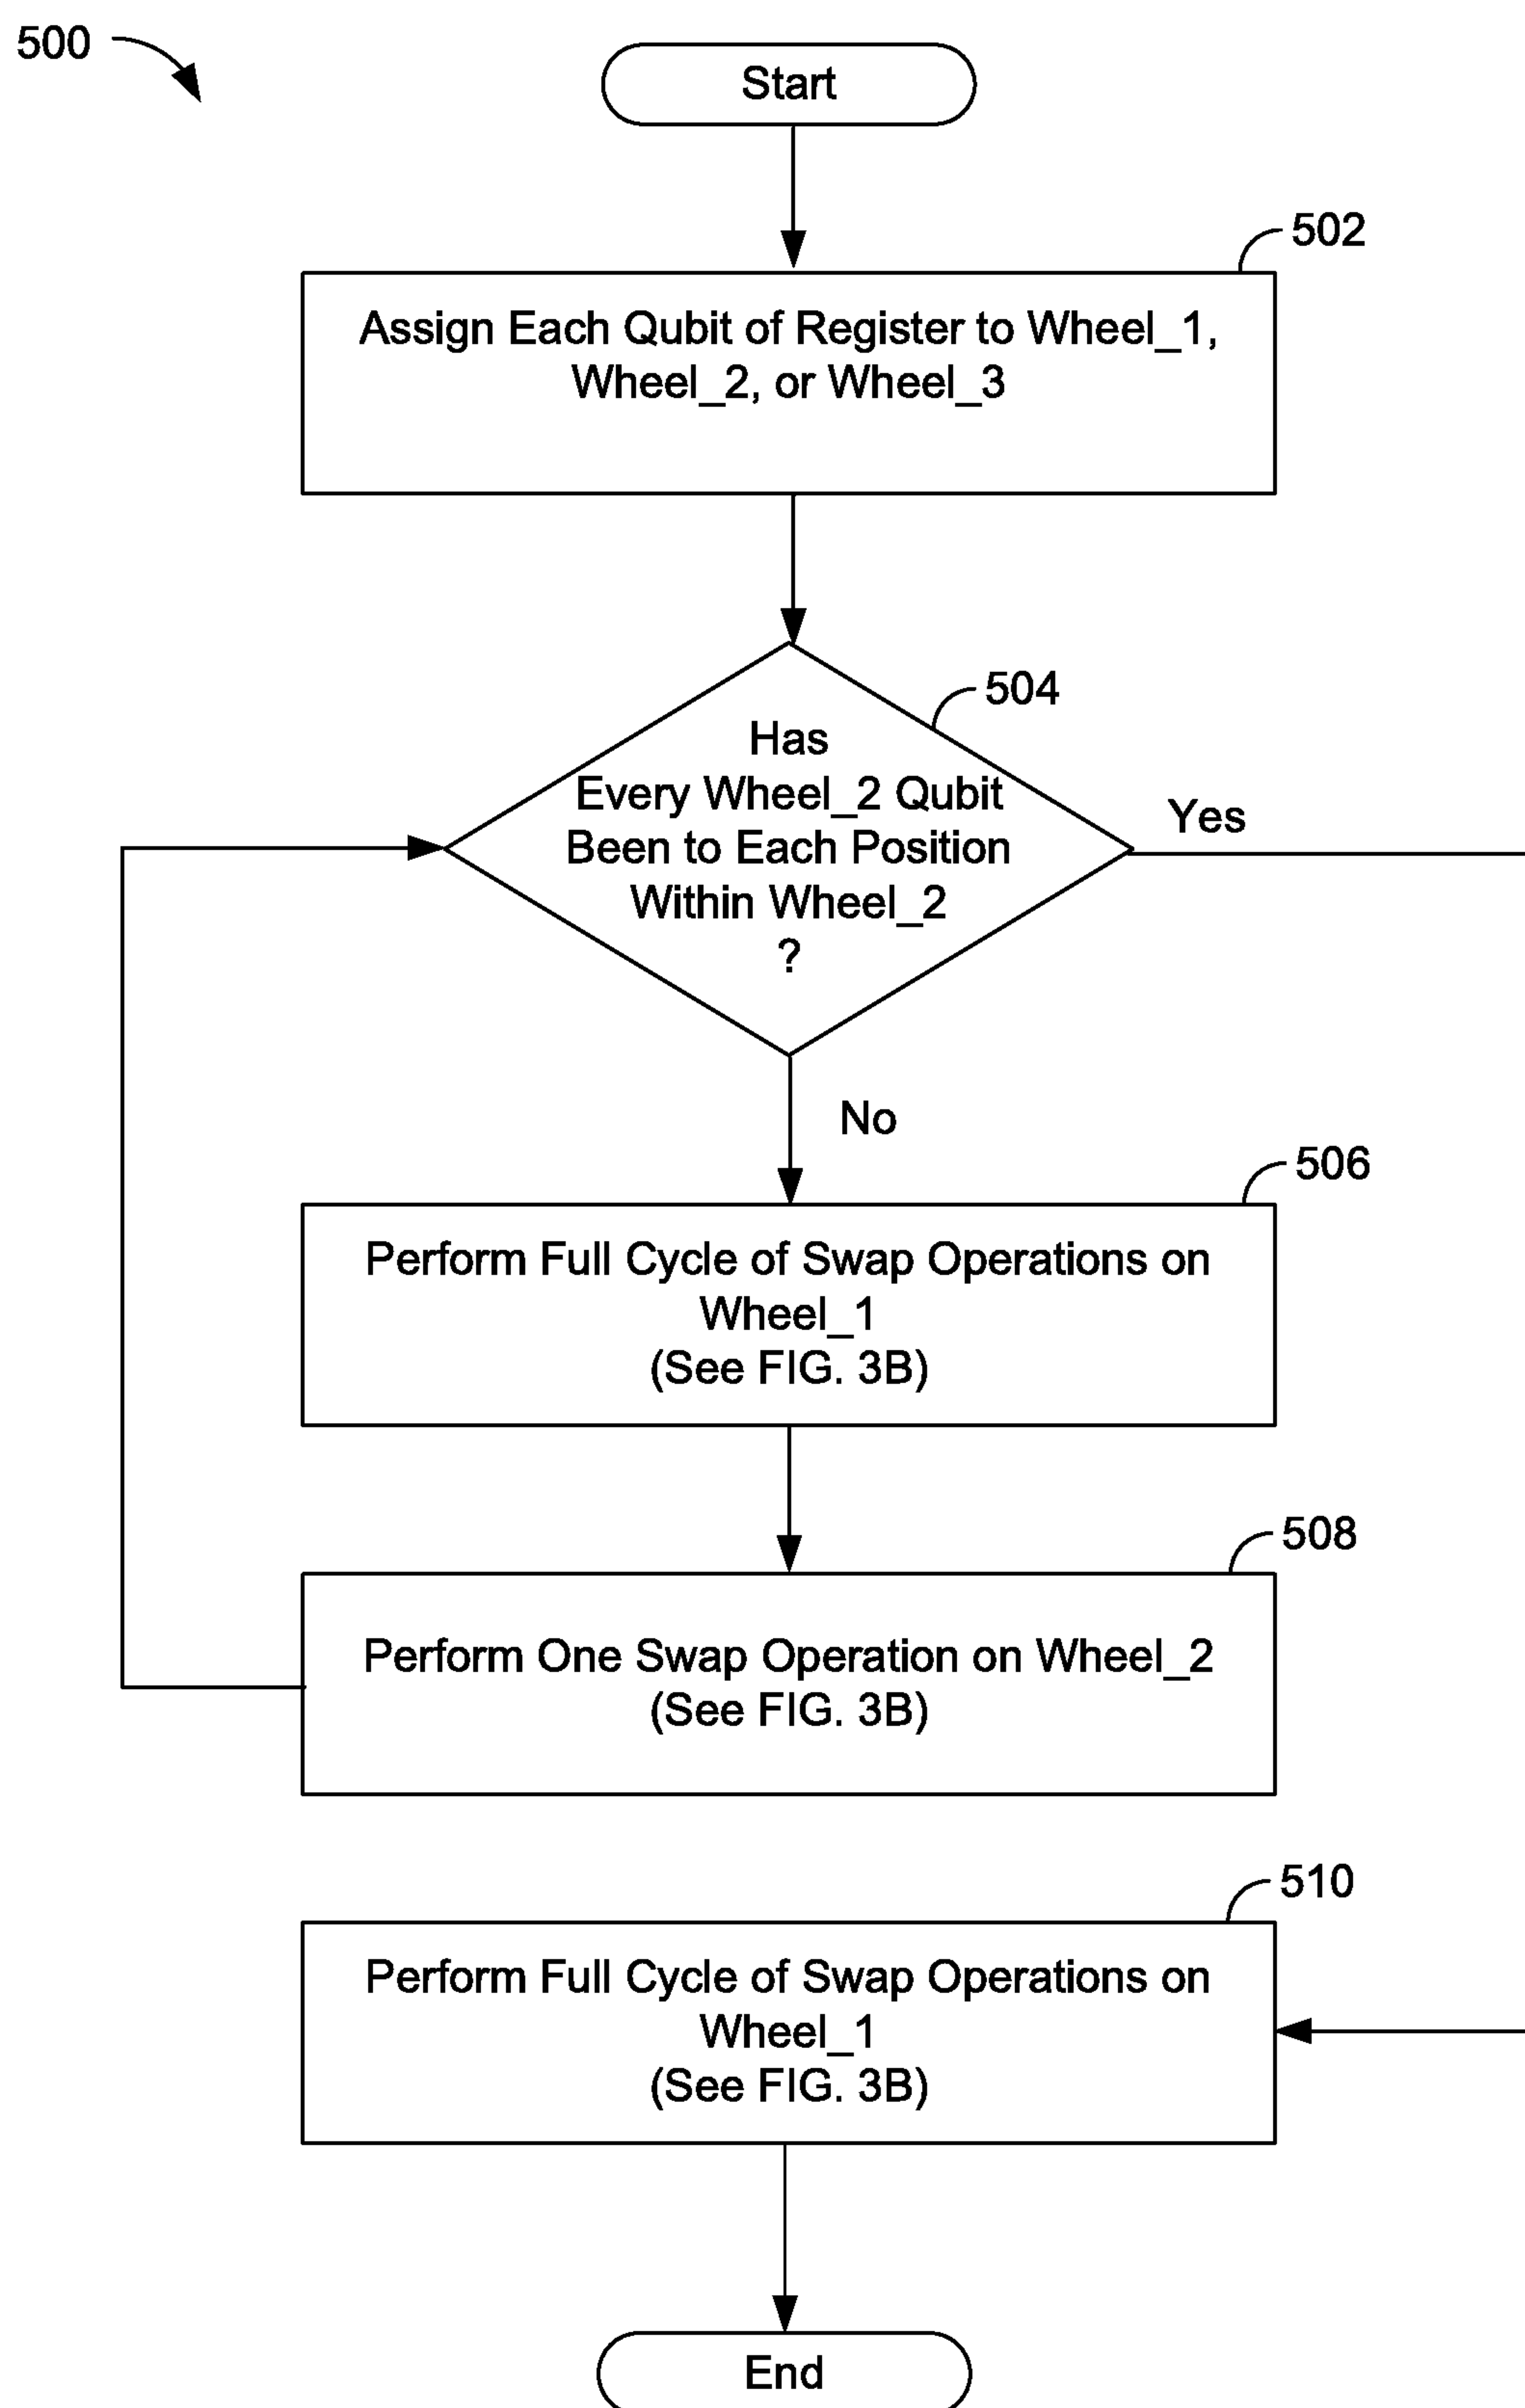 500
Start
502
Assign Each Qubit of Register to Wheel_1,
Wheel_2, or Wheel_3
504
Has
Every Wheel_2 Qubit
Been to Each Position
Within Wheel_2
?
Yes
No
506
Perform Full Cycle of Swap Operations on
Wheel_1
(See FIG. 3B)
508
Perform One Swap Operation on Wheel_2
(See FIG. 3B)
510
Perform Full Cycle of Swap Operations on
Wheel_1
(See FIG. 3B)
End